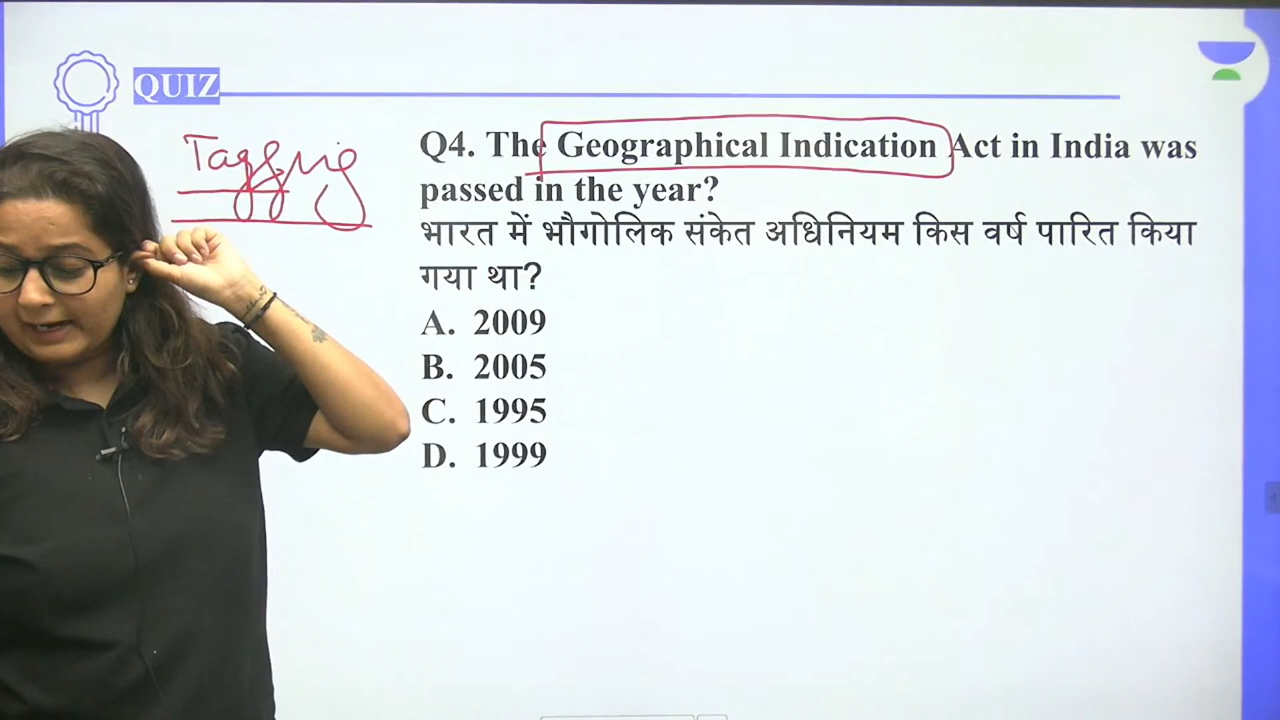 QUIZ
Tagging
Q4. The Geographical Indication Act in India was
passed in the year?
भारत में भौगोलिक संकेत अधिनियम किस वर्ष पारित किया
गया था?
A. 2009
B. 2005
C. 1995
D. 1999